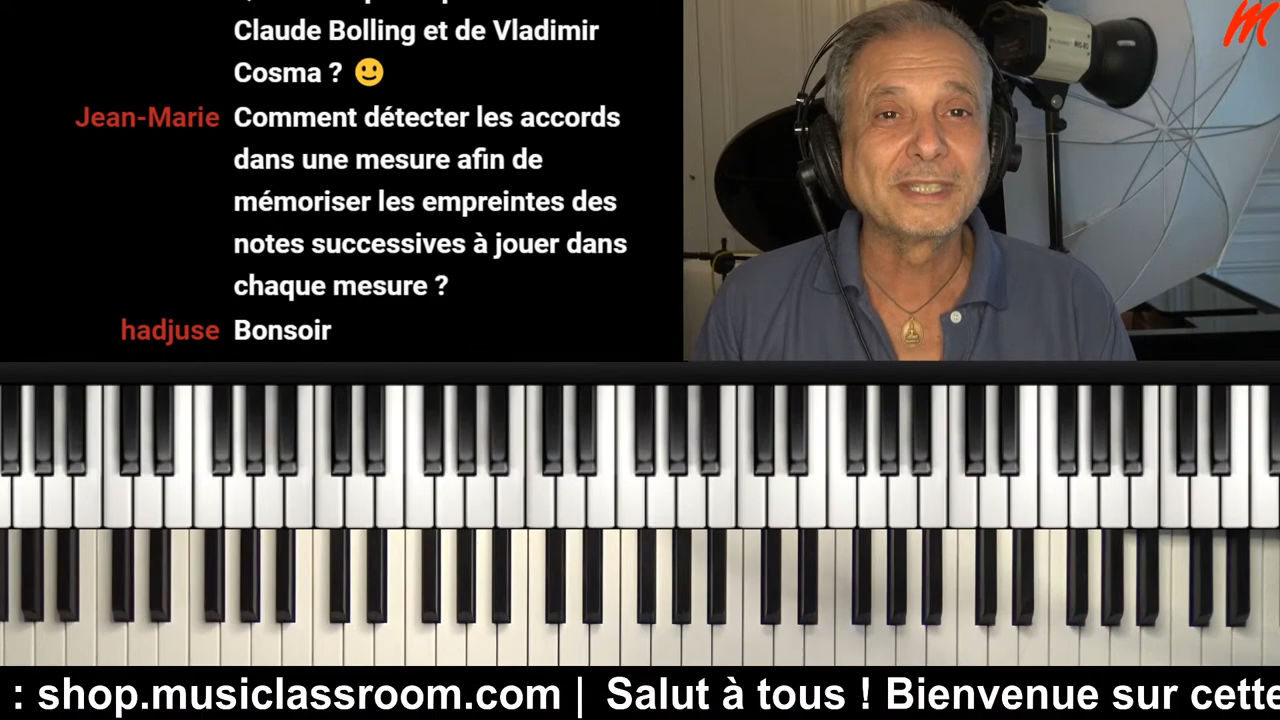 Claude Bolling et de Vladimir
Cosma ? 🙂
Jean-Marie Comment détecter les accords
dans une mesure afin de
mémoriser les empreintes des
notes successives à jouer dans
chaque mesure ?
hadjuse Bonsoir
: shop.musiclassroom.com | Salut à tous ! Bienvenue sur cette